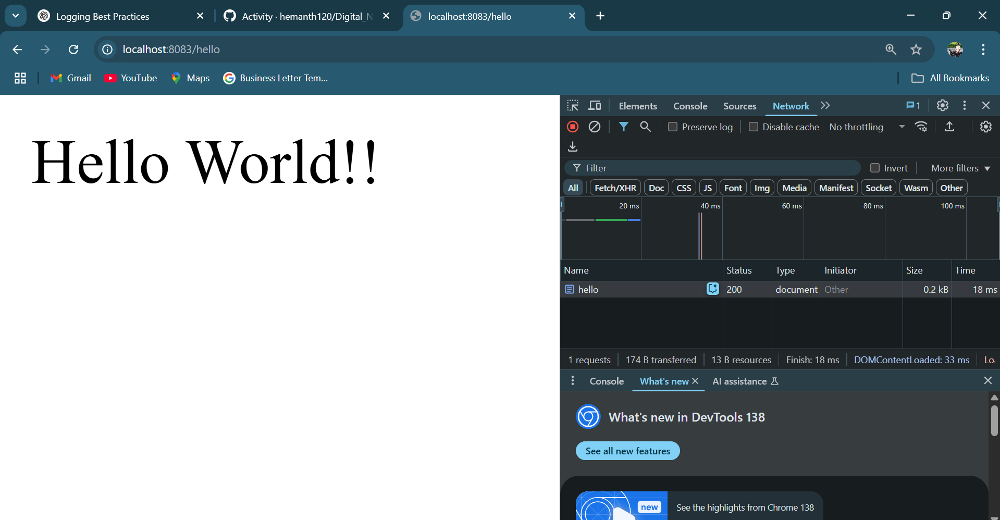 Logging Best Practices
Activity · hemanth120/Digital_N
localhost:8083/hello
localhost:8083/hello
Gmail
YouTube
Maps
Business Letter Tem...
All Bookmarks
Hello World!!
Elements Console Sources Network 1
Preserve log Disable cache No throttling
Filter Invert More filters
All Fetch/XHR Doc CSS JS Font Img Media Manifest Socket Wasm Other
20 ms 40 ms 60 ms 80 ms 100 ms
Name Status Type Initiator Size Time
hello 200 document Other 0.2 kB 18 ms
1 requests 174 B transferred 13 B resources Finish: 18 ms DOMContentLoaded: 33 ms Loa
Console What's new AI assistance
What's new in DevTools 138
See all new features
new See the highlights from Chrome 138